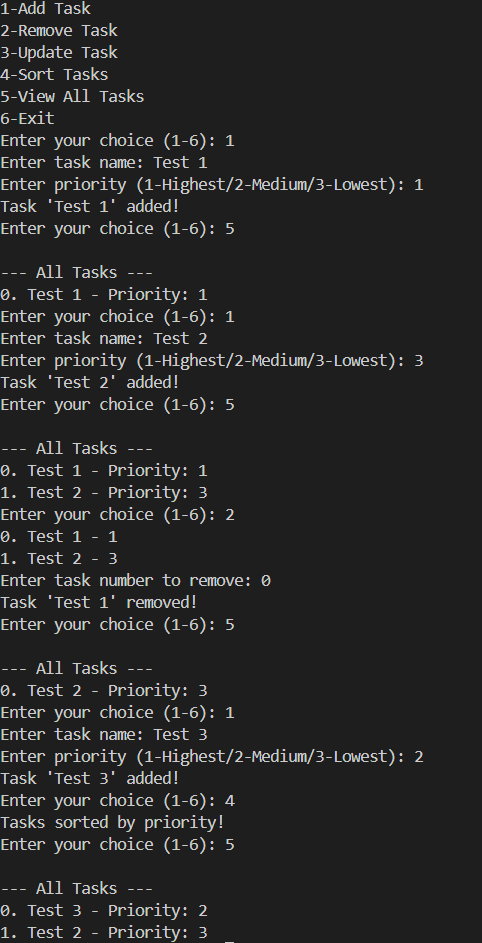 1-Add Task
2-Remove Task
3-Update Task
4-Sort Tasks
5-View All Tasks
6-Exit
Enter your choice (1-6): 1
Enter task name: Test 1
Enter priority (1-Highest/2-Medium/3-Lowest): 1
Task 'Test 1' added!
Enter your choice (1-6): 5
--- All Tasks ---
0. Test 1 - Priority: 1
Enter your choice (1-6): 1
Enter task name: Test 2
Enter priority (1-Highest/2-Medium/3-Lowest): 3
Task 'Test 2' added!
Enter your choice (1-6): 5
--- All Tasks ---
0. Test 1 - Priority: 1
1. Test 2 - Priority: 3
Enter your choice (1-6): 2
0. Test 1 - 1
1. Test 2 - 3
Enter task number to remove: 0
Task 'Test 1' removed!
Enter your choice (1-6): 5
--- All Tasks ---
0. Test 2 - Priority: 3
Enter your choice (1-6): 1
Enter task name: Test 3
Enter priority (1-Highest/2-Medium/3-Lowest): 2
Task 'Test 3' added!
Enter your choice (1-6): 4
Tasks sorted by priority!
Enter your choice (1-6): 5
--- All Tasks ---
0. Test 3 - Priority: 2
1. Test 2 - Priority: 3